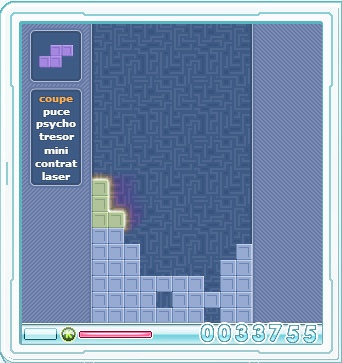 coupe
puce
psycho
tresor
mini
contrat
laser
0033755